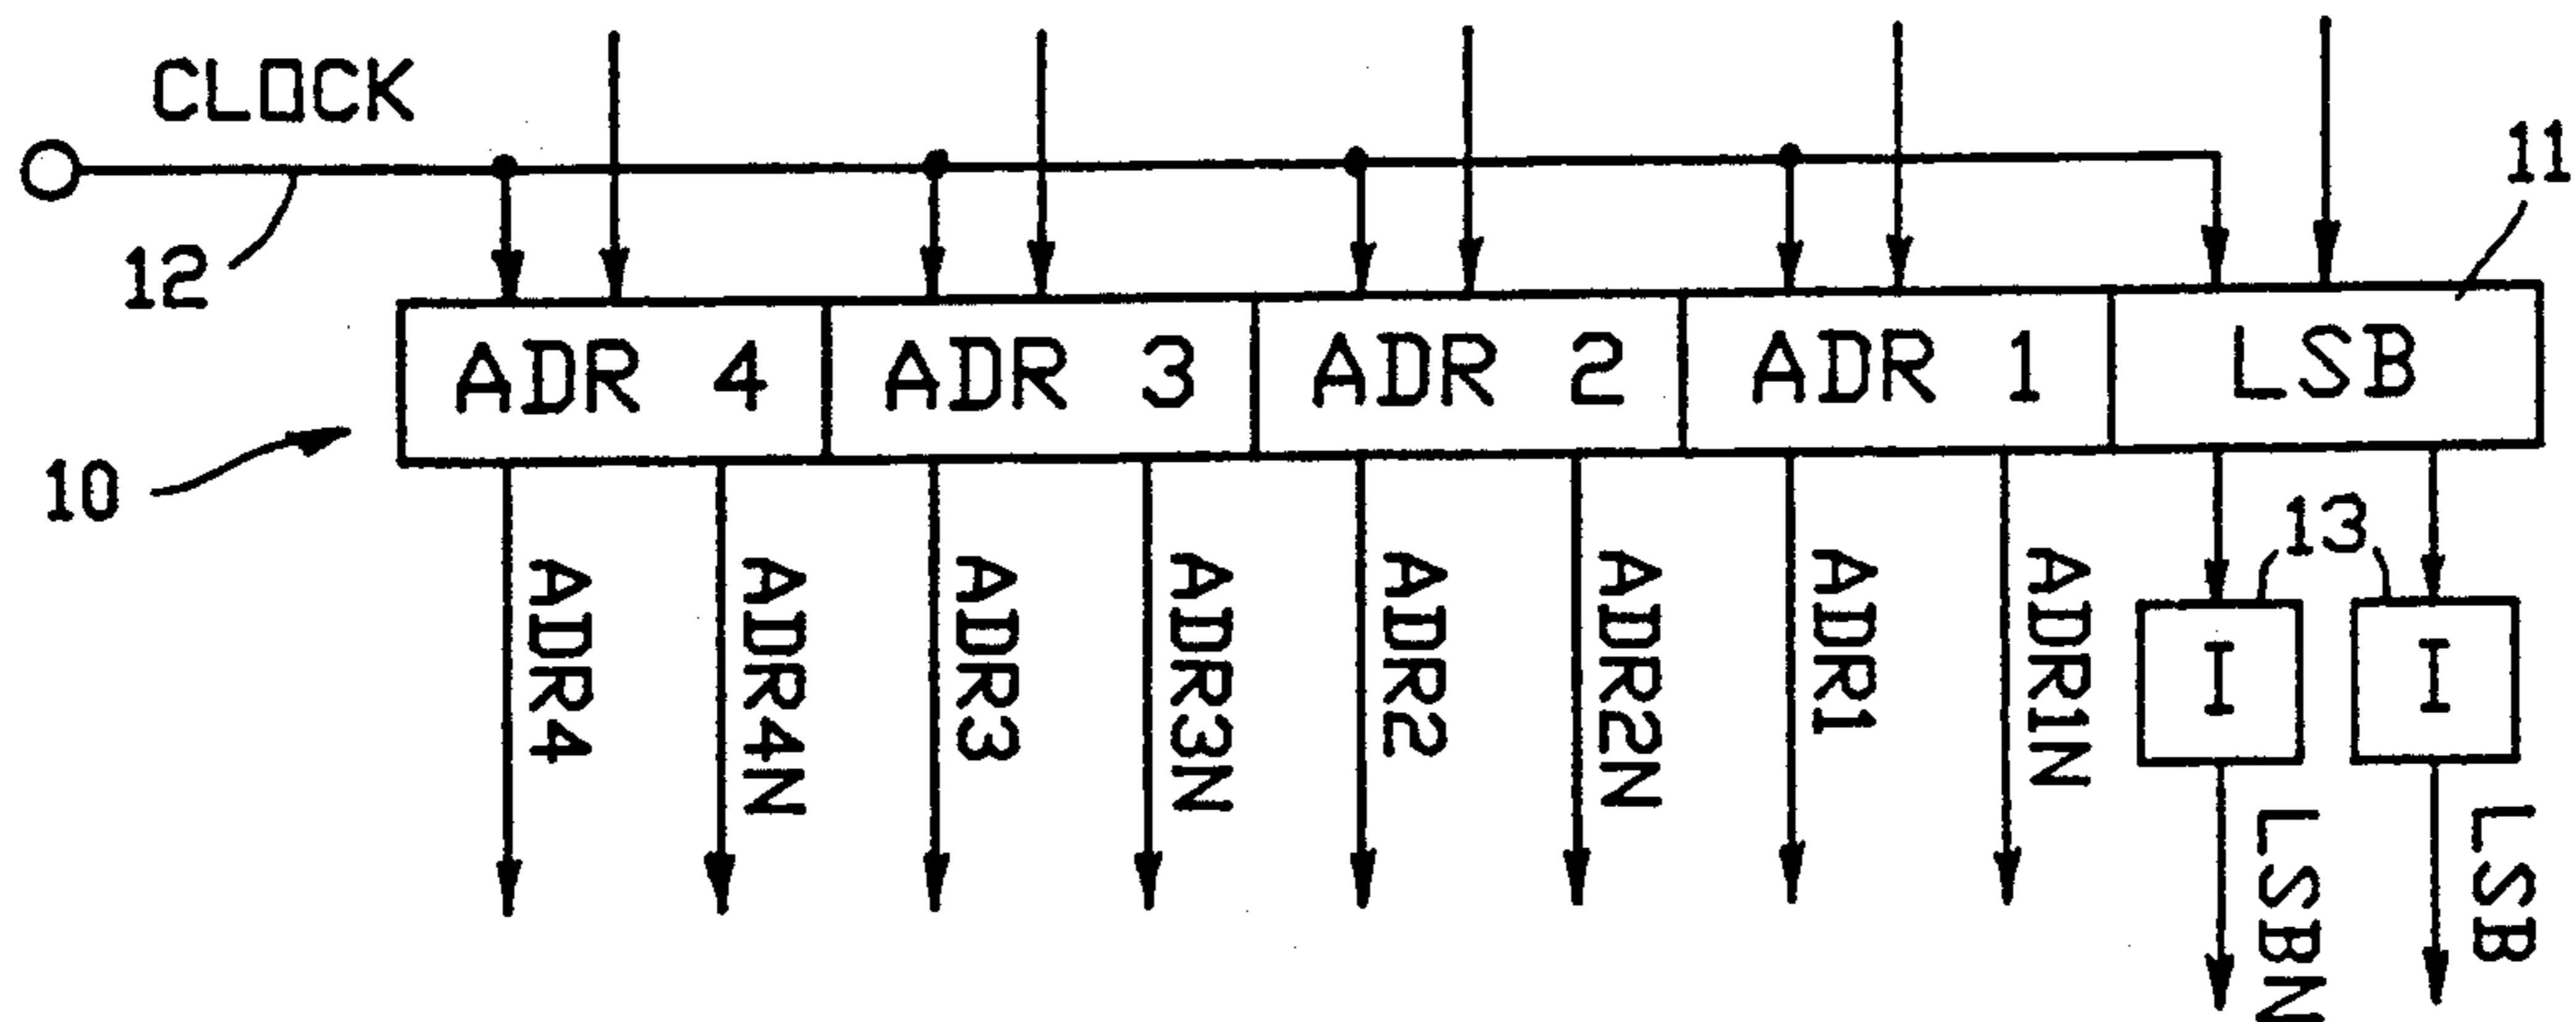 CLOCK
11
12
ADR 4 ADR 3 ADR 2 ADR 1 LSB
10
13
I I
ADR4
ADR4N
ADR3
ADR3N
ADR2
ADR2N
ADR1
ADR1N
LSBN
LSB